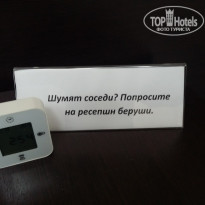 TOP Hotels
ФОТО ТУРИСТА
Шумят соседи? Попросите
на ресепшн беруши.